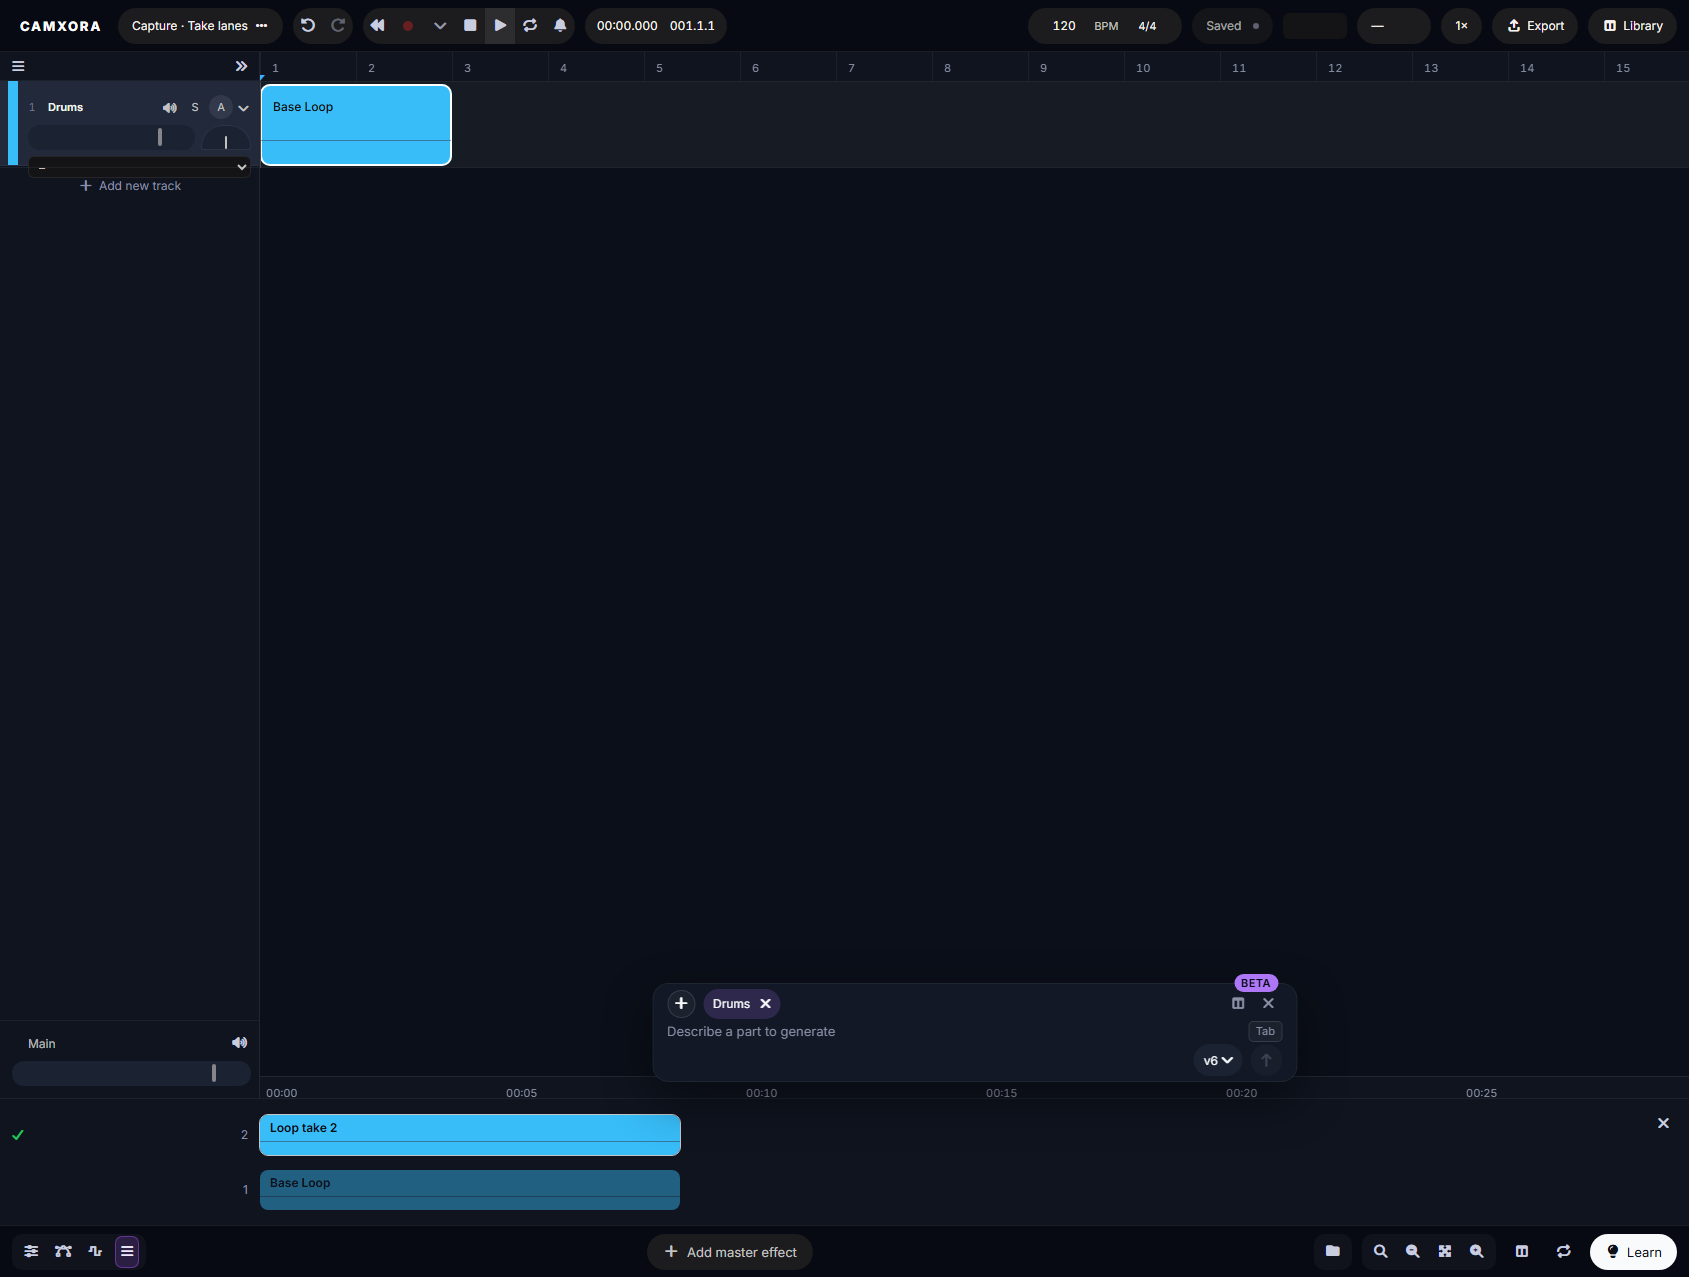 CAMXORA
Capture · Take lanes
00:00.000 001.1.1
120 BPM 4/4
Saved
—
1×
Export
Library
1 2 3 4 5 6 7 8 9 10 11 12 13 14 15
1 Drums S A
Base Loop
–
Add new track
BETA
Drums
Describe a part to generate
Tab
v6
Main
00:00 00:05 00:10 00:15 00:20 00:25
2 Loop take 2
1 Base Loop
Add master effect
Learn